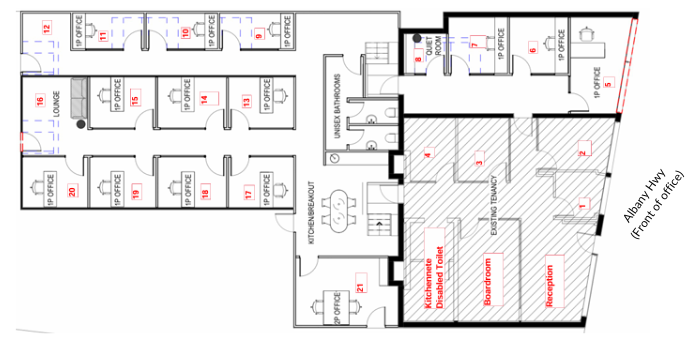 12
1P OFFICE
11
1P OFFICE
10
1P OFFICE
9
1P OFFICE
8
QUIET
ROOM
7
1P OFFICE
6
1P OFFICE
5
1P OFFICE
16
LOUNGE
1P OFFICE
15
1P OFFICE
14
13
1P OFFICE
UNISEX BATHROOMS
4
3
2
1
EXISTING TENANCY
1P OFFICE
20
1P OFFICE
19
1P OFFICE
18
1P OFFICE
17
KITCHEN/BREAKOUT
21
2P OFFICE
Kitchennete
Disabled Toilet
Boardroom
Reception
Albany Hwy
(Front of office)